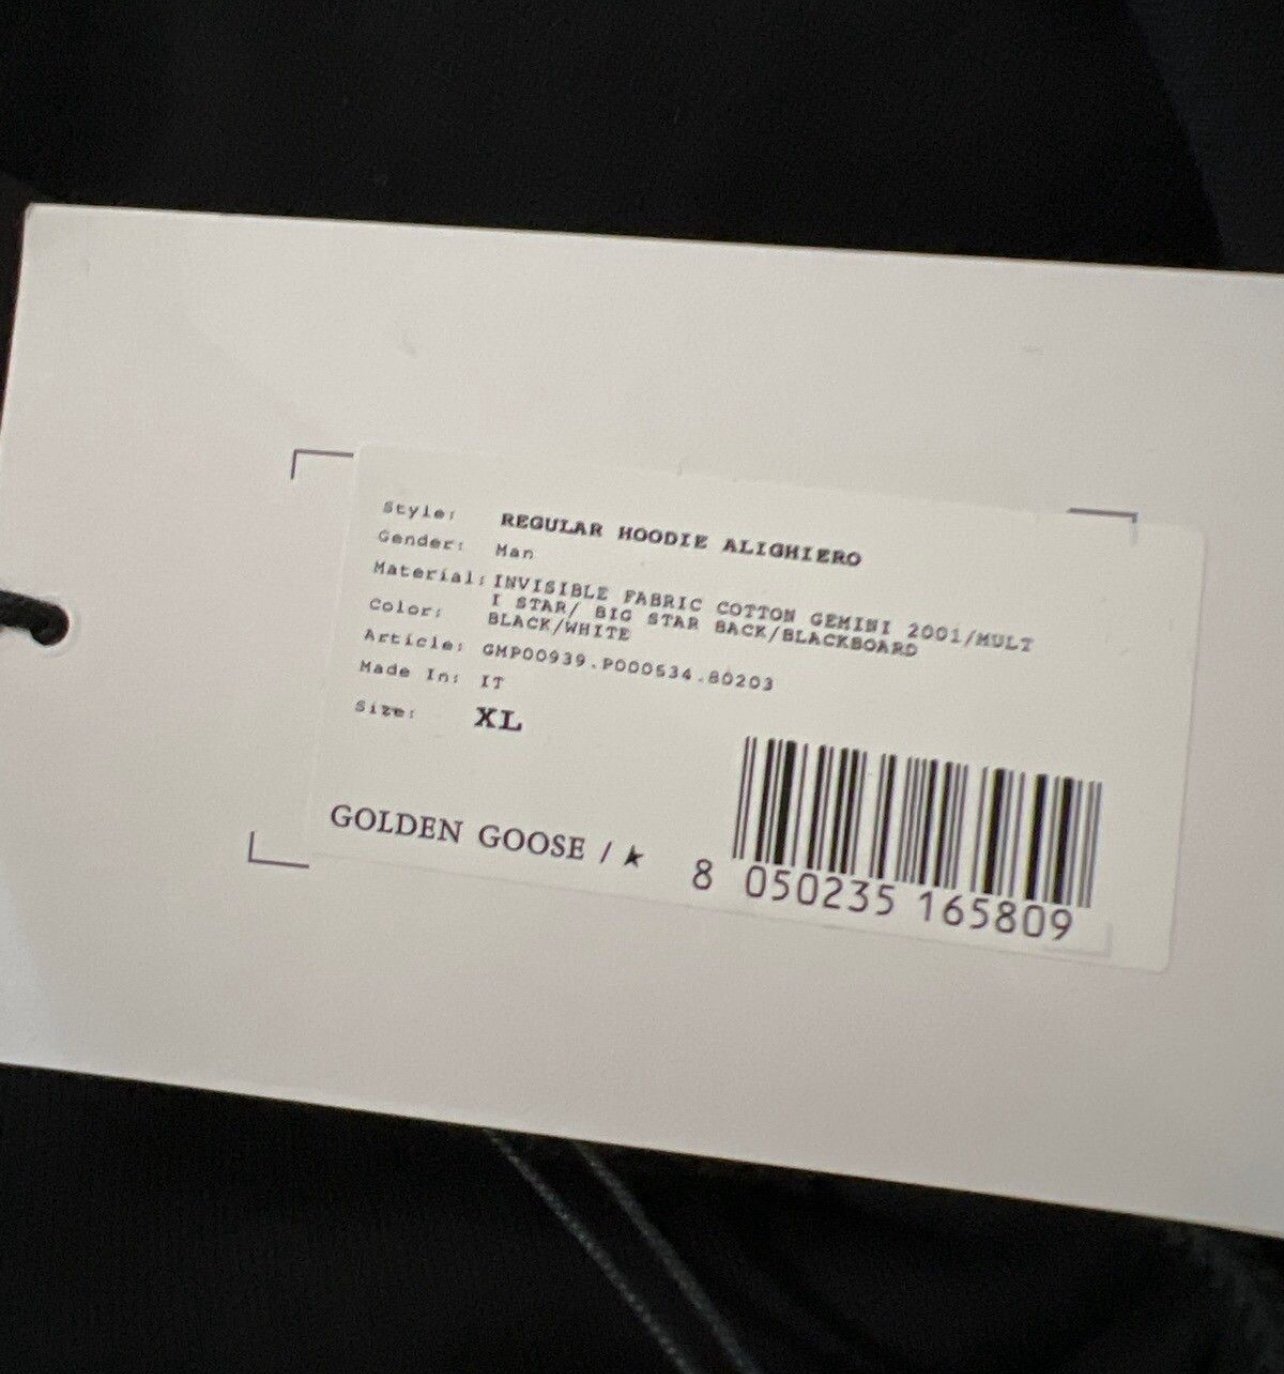 Style: REGULAR HOODIE ALIGHIERO
Gender: Man
Material: INVISIBLE FABRIC COTTON GEMINI 2001/MULT
I STAR/ BIG STAR BACK/BLACKBOARD
Color: BLACK/WHITE
Article: GMP00939.P000534.80203
Made In: IT
Size: XL
GOLDEN GOOSE /
8 050235 165809